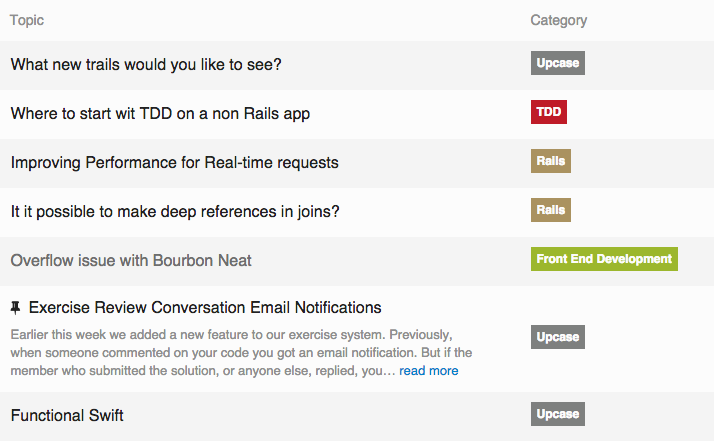 Topic Category
What new trails would you like to see? Upcase
Where to start wit TDD on a non Rails app TDD
Improving Performance for Real-time requests Rails
It it possible to make deep references in joins? Rails
Overflow issue with Bourbon Neat Front End Development
Exercise Review Conversation Email Notifications
Earlier this week we added a new feature to our exercise system. Previously,
when someone commented on your code you got an email notification. But if the Upcase
member who submitted the solution, or anyone else, replied, you… read more
Functional Swift Upcase